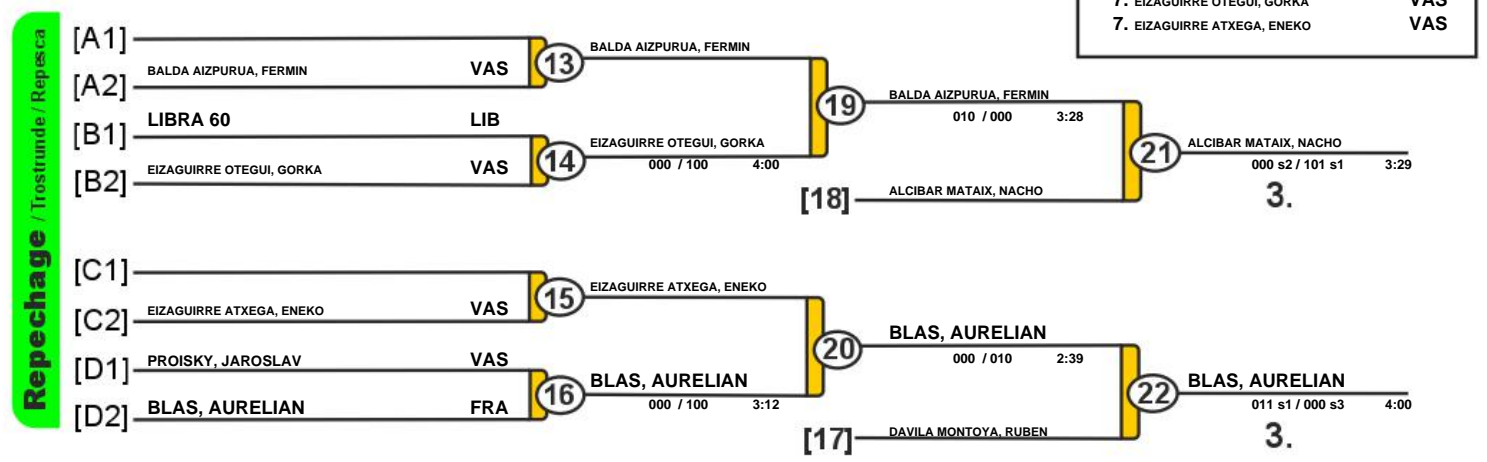 7. EIZAGUIRRE OTEGUI, GORKA VAS
7. EIZAGUIRRE ATXEGA, ENEKO VAS
Repechage / Trostrunde / Repesca
[A1]
[A2] BALDA AIZPURUA, FERMIN VAS
13 BALDA AIZPURUA, FERMIN
[B1] LIBRA 60 LIB
[B2] EIZAGUIRRE OTEGUI, GORKA VAS
14 EIZAGUIRRE OTEGUI, GORKA
000 / 100 4:00
19 BALDA AIZPURUA, FERMIN
010 / 000 3:28
[18] ALCIBAR MATAIX, NACHO
21 ALCIBAR MATAIX, NACHO
000 s2 / 101 s1 3:29
3.
[C1]
[C2] EIZAGUIRRE ATXEGA, ENEKO VAS
15 EIZAGUIRRE ATXEGA, ENEKO
[D1] PROISKY, JAROSLAV VAS
[D2] BLAS, AURELIAN FRA
16 BLAS, AURELIAN
000 / 100 3:12
20 BLAS, AURELIAN
000 / 010 2:39
[17] DAVILA MONTOYA, RUBEN
22 BLAS, AURELIAN
011 s1 / 000 s3 4:00
3.